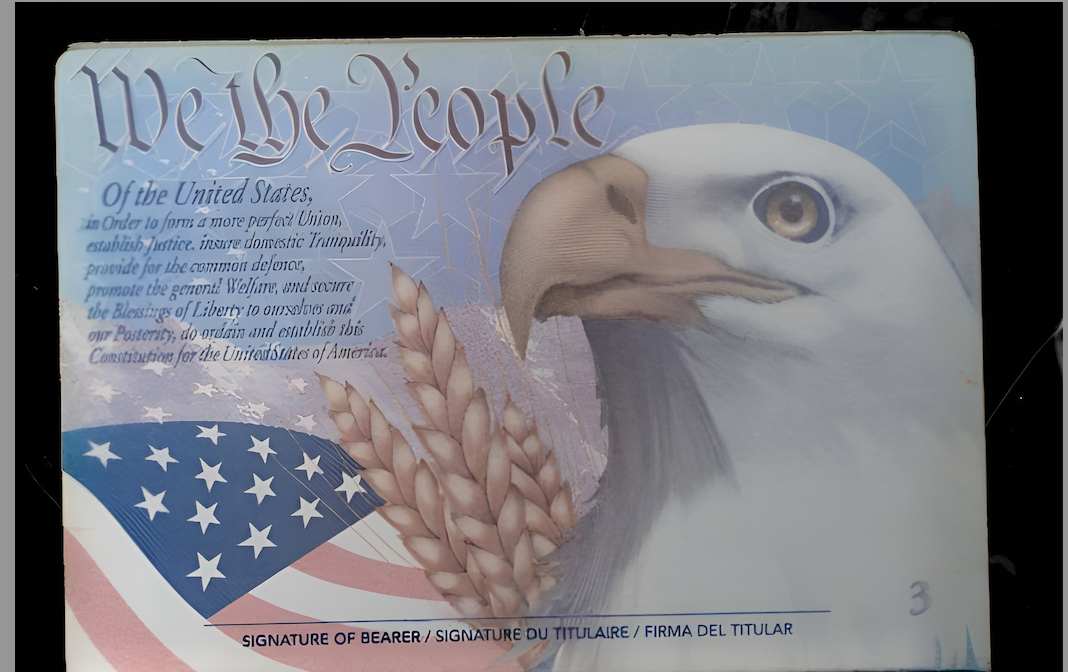 We the People
Of the United States,
in Order to form a more perfect Union,
establish Justice, insure domestic Tranquility,
provide for the common defence,
promote the general Welfare, and secure
the Blessings of Liberty to ourselves and
our Posterity, do ordain and establish this
Constitution for the United States of America.
3
SIGNATURE OF BEARER / SIGNATURE DU TITULAIRE / FIRMA DEL TITULAR